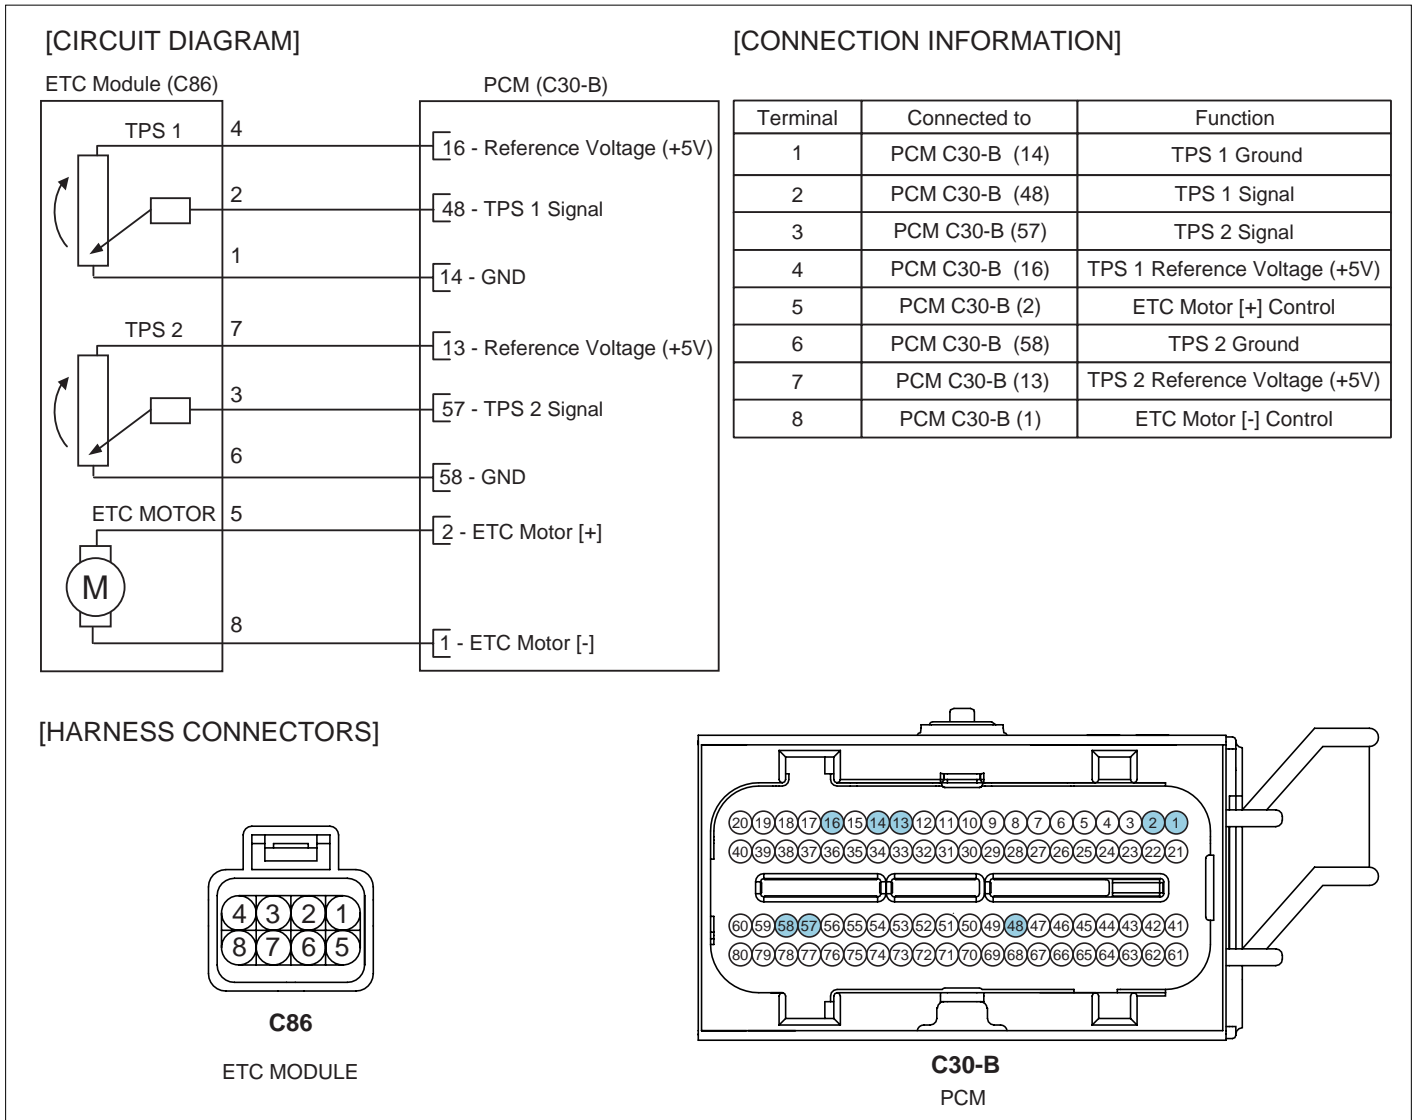 [CIRCUIT DIAGRAM]
ETC Module (C86)
PCM (C30-B)
TPS 1
4
16 - Reference Voltage (+5V)
2
48 - TPS 1 Signal
1
14 - GND
TPS 2
7
13 - Reference Voltage (+5V)
3
57 - TPS 2 Signal
6
58 - GND
ETC MOTOR
5
2 - ETC Motor [+]
M
8
1 - ETC Motor [-]
[CONNECTION INFORMATION]
Terminal Connected to Function
1 PCM C30-B (14) TPS 1 Ground
2 PCM C30-B (48) TPS 1 Signal
3 PCM C30-B (57) TPS 2 Signal
4 PCM C30-B (16) TPS 1 Reference Voltage (+5V)
5 PCM C30-B (2) ETC Motor [+] Control
6 PCM C30-B (58) TPS 2 Ground
7 PCM C30-B (13) TPS 2 Reference Voltage (+5V)
8 PCM C30-B (1) ETC Motor [-] Control
[HARNESS CONNECTORS]
4 3 2 1
8 7 6 5
C86
ETC MODULE
20 19 18 17 16 15 14 13 12 11 10 9 8 7 6 5 4 3 2 1
40 39 38 37 36 35 34 33 32 31 30 29 28 27 26 25 24 23 22 21
60 59 58 57 56 55 54 53 52 51 50 49 48 47 46 45 44 43 42 41
80 79 78 77 76 75 74 73 72 71 70 69 68 67 66 65 64 63 62 61
C30-B
PCM